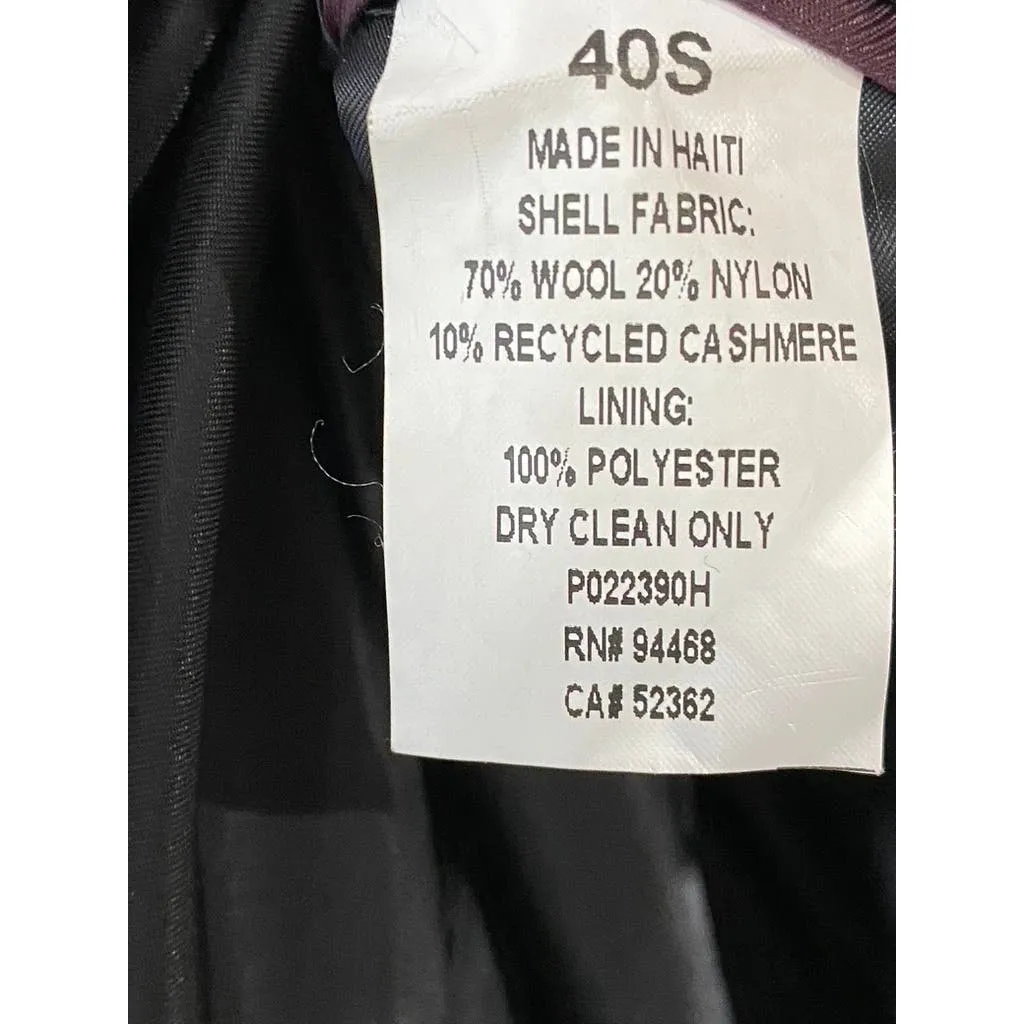 40S
MADE IN HAITI
SHELL FABRIC:
70% WOOL 20% NYLON
10% RECYCLED CASHMERE
LINING:
100% POLYESTER
DRY CLEAN ONLY
P022390H
RN# 94468
CA# 52362